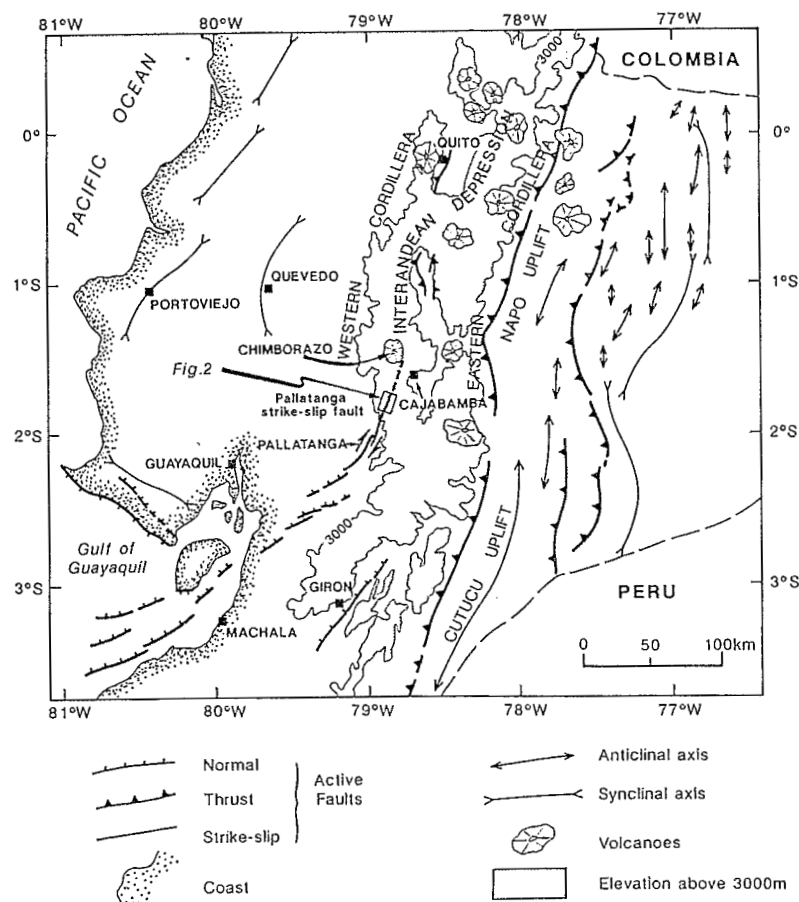 81°W 80°W 79°W 78°W 77°W
COLOMBIA
PACIFIC OCEAN
3000
0° 0°
QUITO
CORDILLERA
DEPRESSION
CORDILLERA
INTERANDEAN
WESTERN
EASTERN
NAPO UPLIFT
1°S 1°S
PORTOVIEJO
QUEVEDO
CHIMBORAZO
Fig.2
Pallatanga
strike-slip fault
CAJABAMBA
PALLATANGA
2°S 2°S
GUAYAQUIL
Gulf of
Guayaquil
3000
CUTUCU UPLIFT
3°S 3°S
GIRON
MACHALA
PERU
0 50 100km
81°W 80°W 79°W 78°W 77°W
Normal
Thrust
Strike-slip
Active
Faults
Coast
Anticlinal axis
Synclinal axis
Volcanoes
Elevation above 3000m